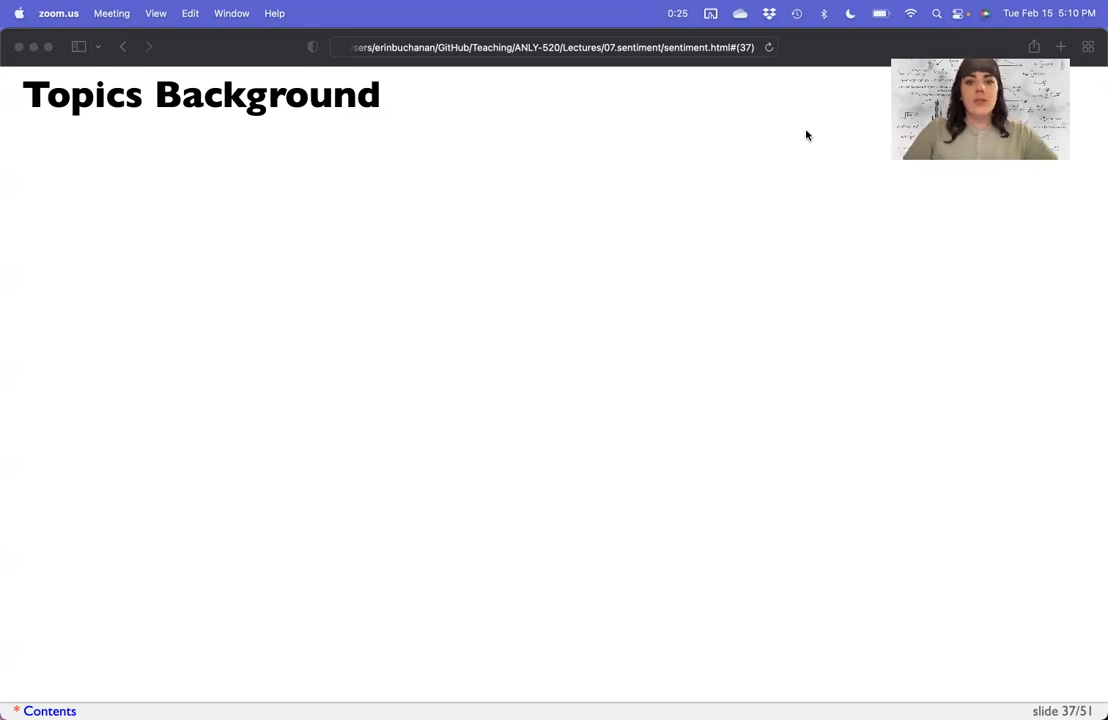 zoom.us Meeting View Edit Window Help 0:25 Tue Feb 15 5:10 PM
sers/erinbuchanan/GitHub/Teaching/ANLY-520/Lectures/07.sentiment/sentiment.html#(37)
Topics Background
* Contents slide 37/51